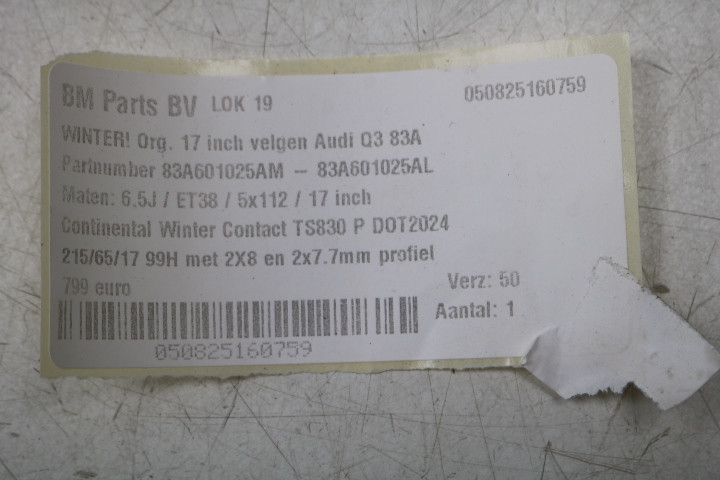 BM Parts BV LOK 19 050825160759
WINTER! Org. 17 inch velgen Audi Q3 83A
Partnumber 83A601025AM - 83A601025AL
Maten: 6.5J / ET38 / 5x112 / 17 inch
Continental Winter Contact TS830 P DOT2024
215/65/17 99H met 2X8 en 2x7.7mm profiel
799 euro Verz: 50
Aantal: 1
050825160759